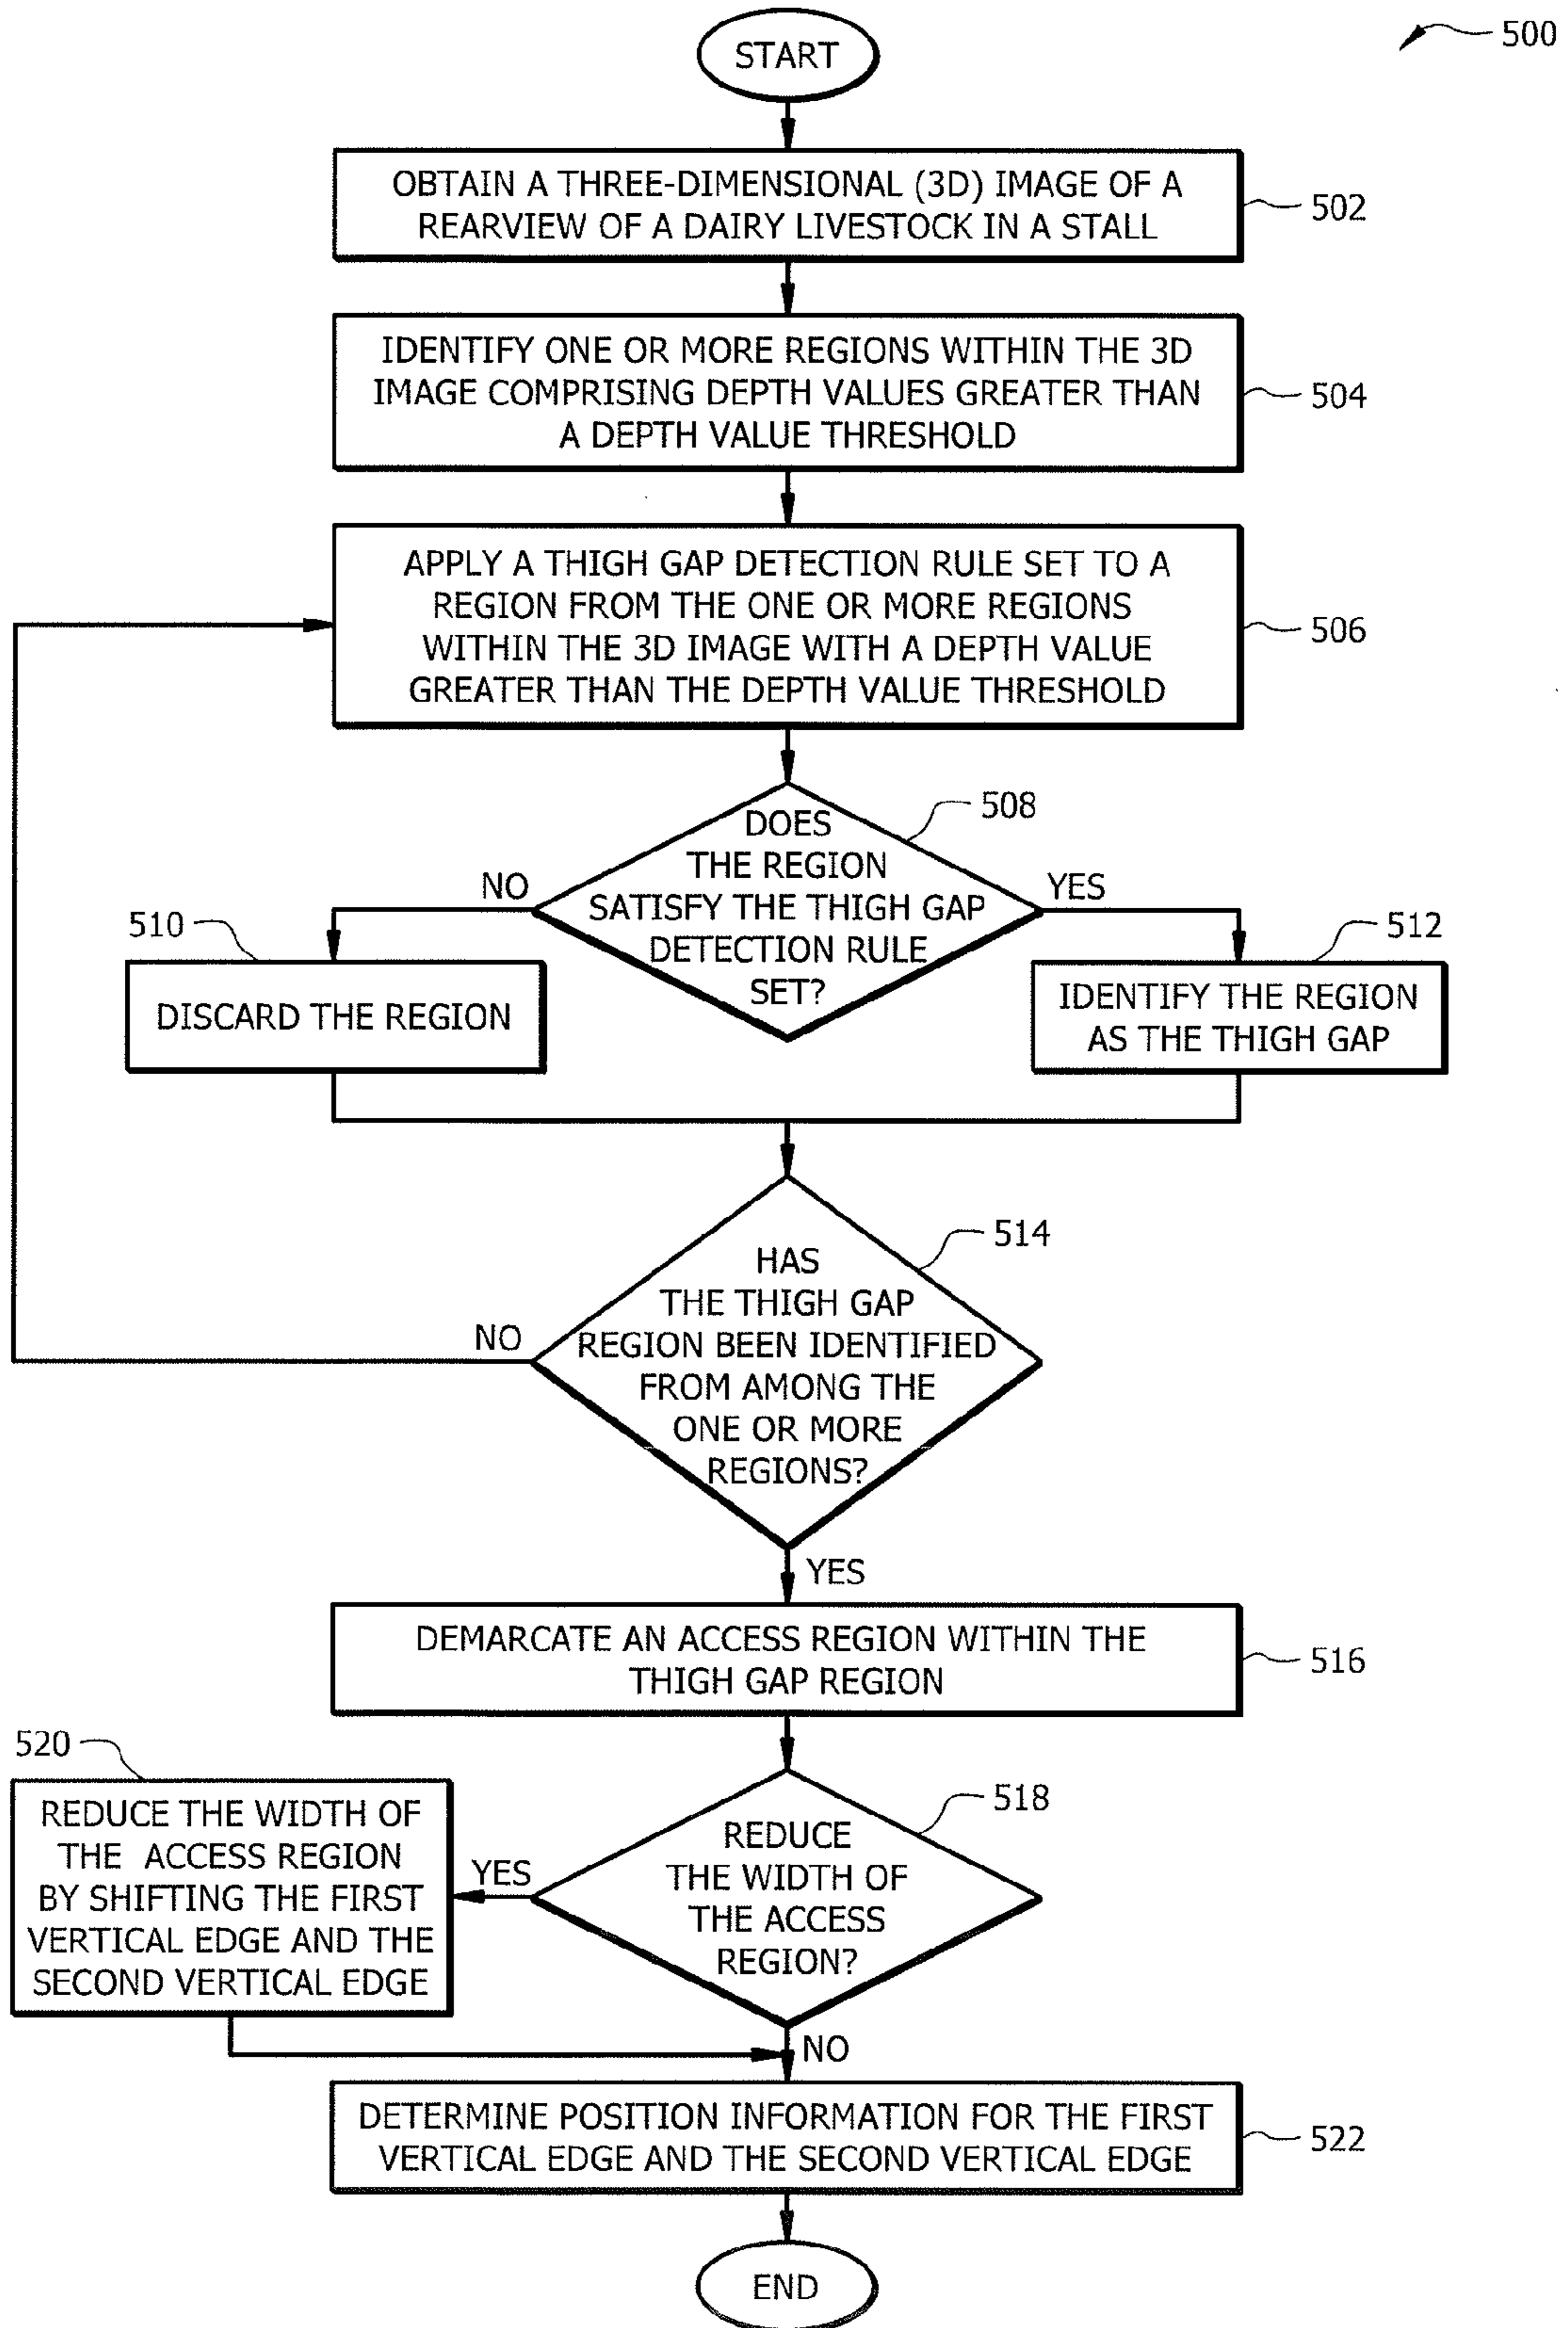 500
START
OBTAIN A THREE-DIMENSIONAL (3D) IMAGE OF A
REARVIEW OF A DAIRY LIVESTOCK IN A STALL
502
IDENTIFY ONE OR MORE REGIONS WITHIN THE 3D
IMAGE COMPRISING DEPTH VALUES GREATER THAN
A DEPTH VALUE THRESHOLD
504
APPLY A THIGH GAP DETECTION RULE SET TO A
REGION FROM THE ONE OR MORE REGIONS
WITHIN THE 3D IMAGE WITH A DEPTH VALUE
GREATER THAN THE DEPTH VALUE THRESHOLD
506
508
DOES
THE REGION
SATISFY THE THIGH GAP
DETECTION RULE
SET?
NO
YES
510
DISCARD THE REGION
512
IDENTIFY THE REGION
AS THE THIGH GAP
514
HAS
THE THIGH GAP
REGION BEEN IDENTIFIED
FROM AMONG THE
ONE OR MORE
REGIONS?
NO
YES
DEMARCATE AN ACCESS REGION WITHIN THE
THIGH GAP REGION
516
518
REDUCE
THE WIDTH OF
THE ACCESS
REGION?
YES
520
REDUCE THE WIDTH OF
THE ACCESS REGION
BY SHIFTING THE FIRST
VERTICAL EDGE AND THE
SECOND VERTICAL EDGE
NO
DETERMINE POSITION INFORMATION FOR THE FIRST
VERTICAL EDGE AND THE SECOND VERTICAL EDGE
522
END